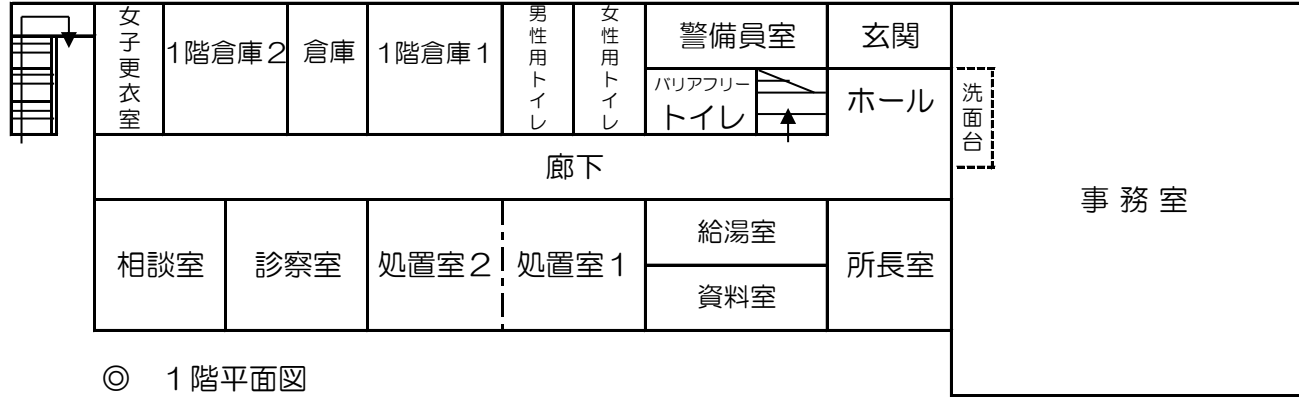 女子更衣室
1階倉庫２
倉庫
1階倉庫１
男性用トイレ
女性用トイレ
警備員室
玄関
バリアフリー
トイレ
ホール
洗面台
廊下
事務室
相談室
診察室
処置室２
処置室１
給湯室
資料室
所長室
◎　１階平面図